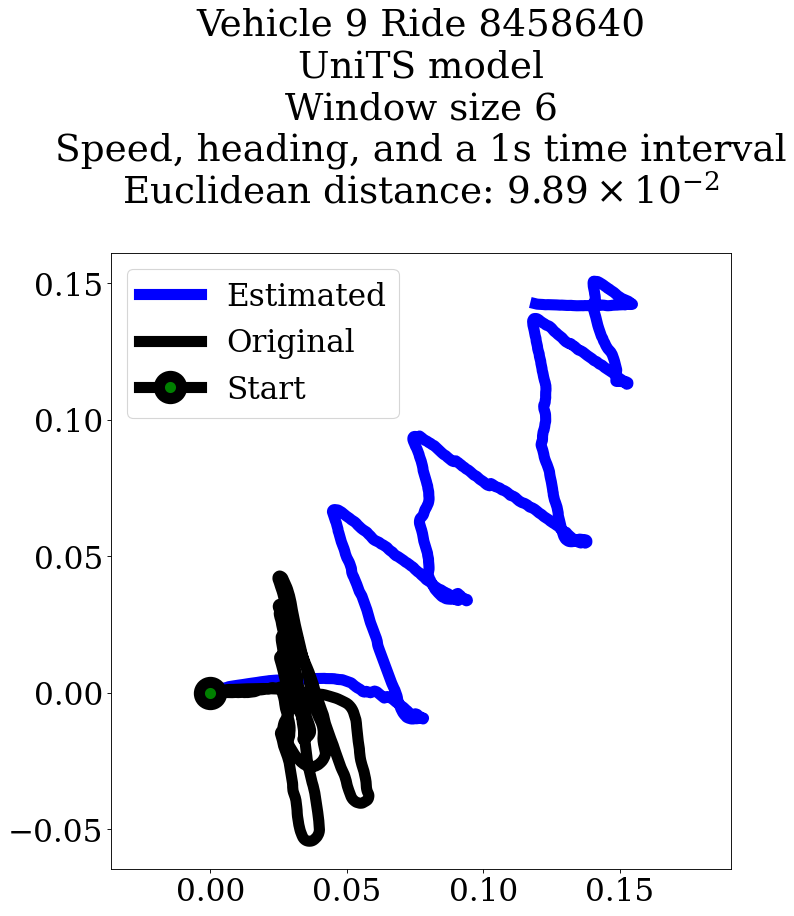 Vehicle 9 Ride 8458640
UniTS model
Window size 6
Speed, heading, and a 1s time interval
Euclidean distance: 9.89 × 10⁻²
0.15
0.10
0.05
0.00
−0.05
Estimated
Original
Start
0.00 0.05 0.10 0.15